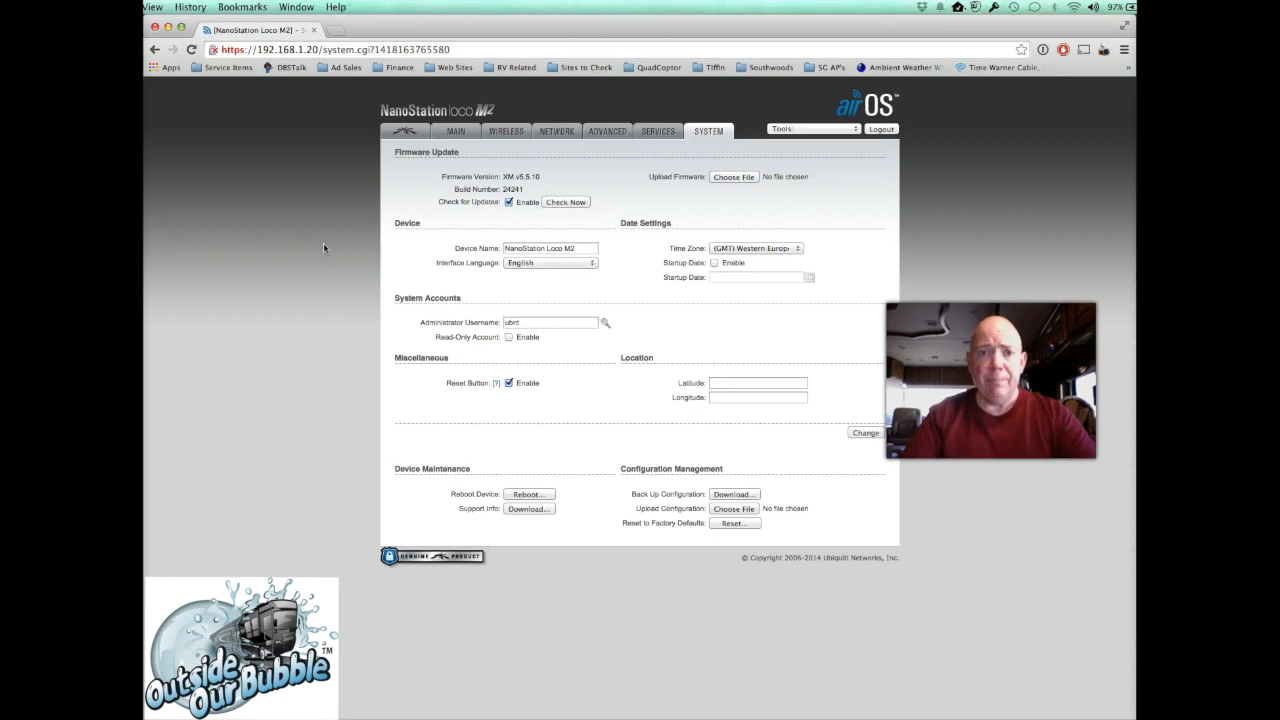 View History Bookmarks Window Help 97%
[NanoStation Loco M2] - S
https://192.168.1.20/system.cgi?1418163765580
Apps Service Items DBSTalk Ad Sales Finance Web Sites RV Related Sites to Check QuadCoptor Tiffin Southwoods 5G AP's Ambient Weather Time Warner Cable, »
NanoStation loco M2
airOS™
MAIN WIRELESS NETWORK ADVANCED SERVICES SYSTEM Tools: Logout
Firmware Update
Firmware Version: XM.v5.5.10 Upload Firmware: Choose File No file chosen
Build Number: 24241
Check for Updates: Enable Check Now
Device Date Settings
Device Name: NanoStation Loco M2 Time Zone: (GMT) Western Europ
Interface Language: English Startup Date: Enable
Startup Date:
System Accounts
Administrator Username: ubnt
Read-Only Account: Enable
Miscellaneous Location
Reset Button: [?] Enable Latitude:
Longitude:
Change
Device Maintenance Configuration Management
Reboot Device: Reboot... Back Up Configuration: Download...
Support Info: Download... Upload Configuration: Choose File No file chosen
Reset to Factory Defaults: Reset...
GENUINE PRODUCT © Copyright 2006-2014 Ubiquiti Networks, Inc.
Outside
Our Bubble™